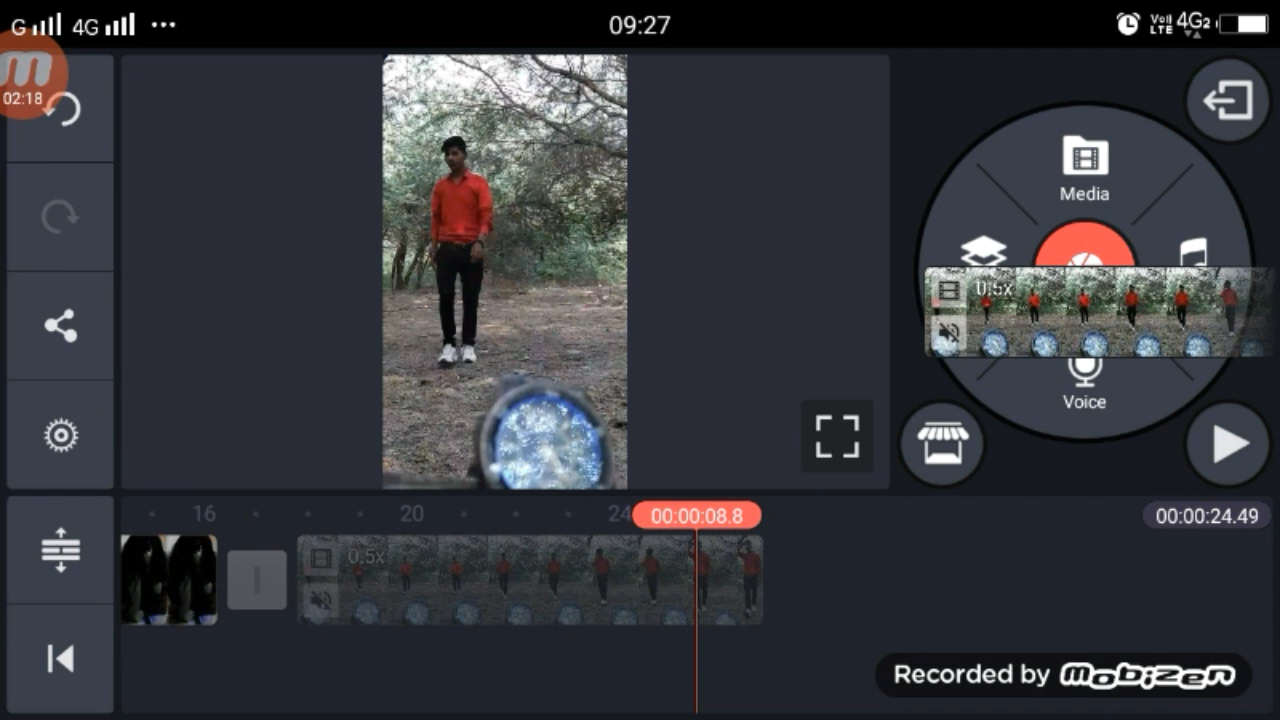 G 4G ... 09:27 Voll LTE 4G2
m
02:18
Media
0.5x
Voice
16 20 24 00:00:08.8 00:00:24.49
0.5x
Recorded by mobizen